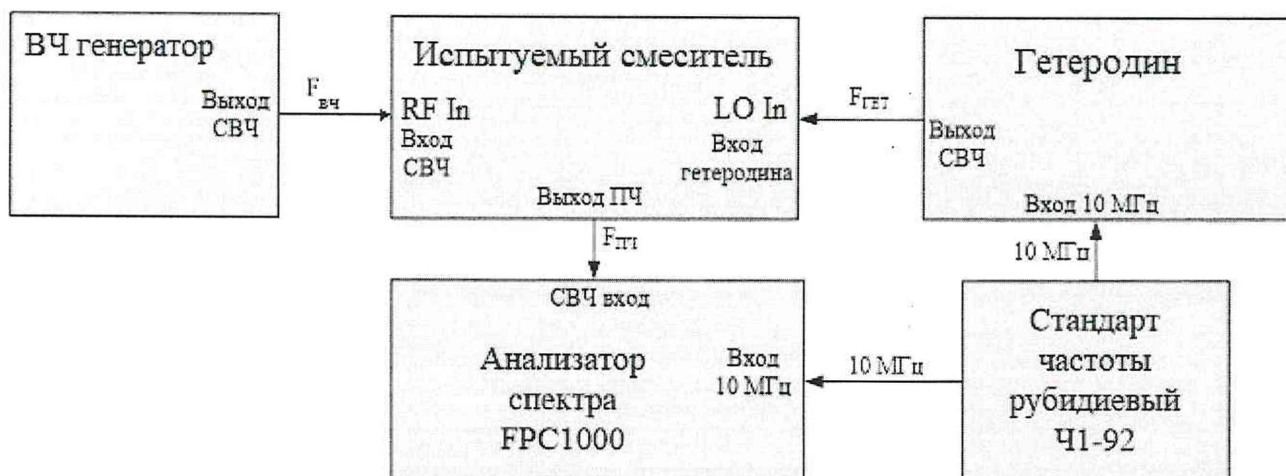 ВЧ генератор
Выход
СВЧ
Fвч
Испытуемый смеситель
RF In
Вход
СВЧ
LO In
Вход
гетеродина
Выход ПЧ
FГЕТ
Гетеродин
Выход
СВЧ
Вход 10 МГц
FПЧ
10 МГц
СВЧ вход
Анализатор
спектра
FPC1000
Вход
10 МГц
10 МГц
Стандарт
частоты
рубидиевый
Ч1-92